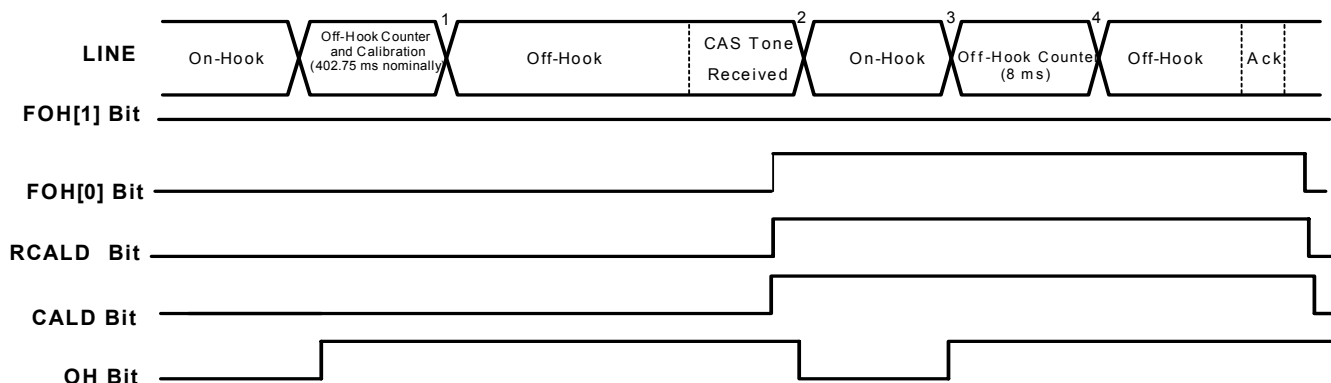 1 2 3 4
LINE
On-Hook
Off-Hook Counter
and Calibration
(402.75 ms nominally)
Off-Hook
CAS Tone
Received
On-Hook
Off-Hook Counter
(8 ms)
Off-Hook
Ack
FOH[1] Bit
FOH[0] Bit
RCALD Bit
CALD Bit
OH Bit